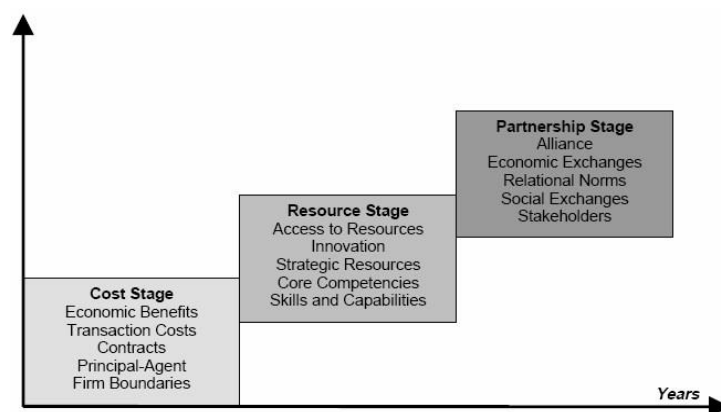 Partnership Stage
Alliance
Economic Exchanges
Relational Norms
Social Exchanges
Stakeholders
Resource Stage
Access to Resources
Innovation
Strategic Resources
Core Competencies
Skills and Capabilities
Cost Stage
Economic Benefits
Transaction Costs
Contracts
Principal-Agent
Firm Boundaries
Years